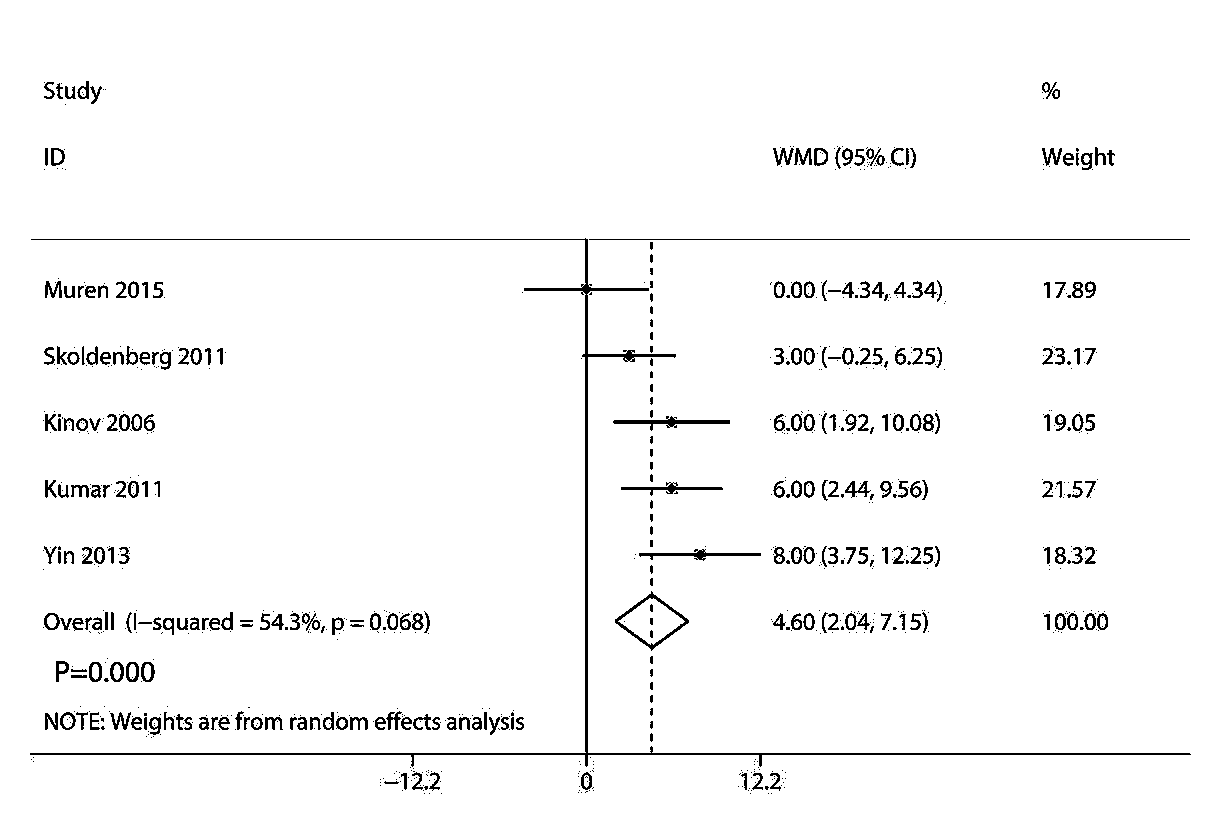 Study %
ID WMD (95% CI) Weight
Muren 2015 0.00 (−4.34, 4.34) 17.89
Skoldenberg 2011 3.00 (−0.25, 6.25) 23.17
Kinov 2006 6.00 (1.92, 10.08) 19.05
Kumar 2011 6.00 (2.44, 9.56) 21.57
Yin 2013 8.00 (3.75, 12.25) 18.32
Overall (I−squared = 54.3%, p = 0.068) 4.60 (2.04, 7.15) 100.00
P=0.000
NOTE: Weights are from random effects analysis
−12.2 0 12.2